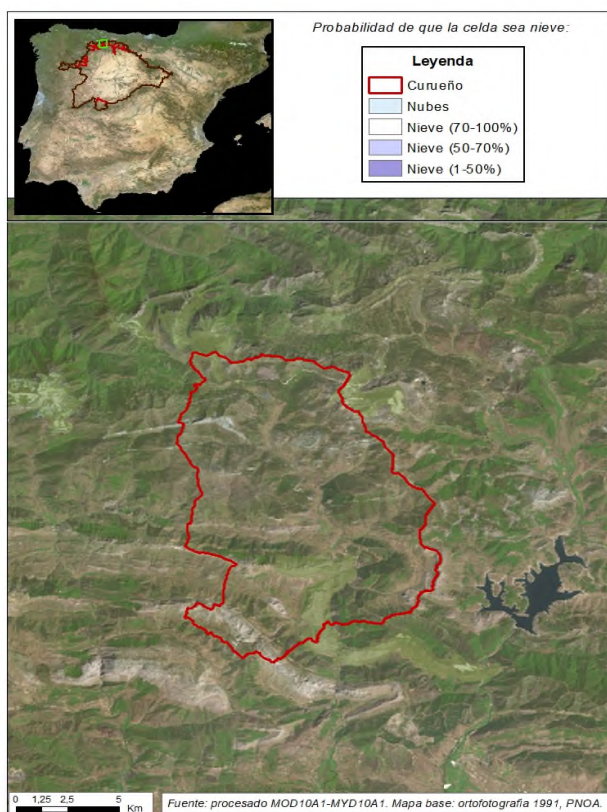 Probabilidad de que la celda sea nieve:
Leyenda
Curueño
Nubes
Nieve (70-100%)
Nieve (50-70%)
Nieve (1-50%)
0 1,25 2,5 5
Km
Fuente: procesado MOD10A1-MYD10A1. Mapa base: ortofotografía 1991, PNOA